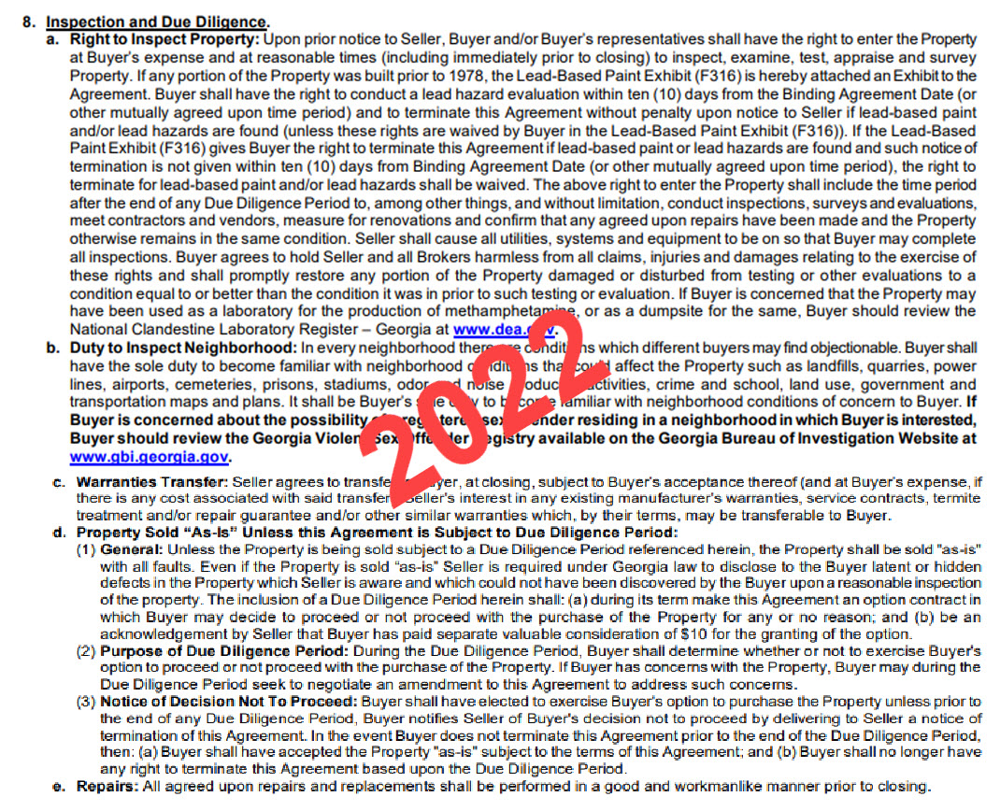 8. Inspection and Due Diligence.
a. Right to Inspect Property: Upon prior notice to Seller, Buyer and/or Buyer's representatives shall have the right to enter the Property
at Buyer's expense and at reasonable times (including immediately prior to closing) to inspect, examine, test, appraise and survey
Property. If any portion of the Property was built prior to 1978, the Lead-Based Paint Exhibit (F316) is hereby attached an Exhibit to the
Agreement. Buyer shall have the right to conduct a lead hazard evaluation within ten (10) days from the Binding Agreement Date (or
other mutually agreed upon time period) and to terminate this Agreement without penalty upon notice to Seller if lead-based paint
and/or lead hazards are found (unless these rights are waived by Buyer in the Lead-Based Paint Exhibit (F316)). If the Lead-Based
Paint Exhibit (F316) gives Buyer the right to terminate this Agreement if lead-based paint or lead hazards are found and such notice of
termination is not given within ten (10) days from Binding Agreement Date (or other mutually agreed upon time period), the right to
terminate for lead-based paint and/or lead hazards shall be waived. The above right to enter the Property shall include the time period
after the end of any Due Diligence Period to, among other things, and without limitation, conduct inspections, surveys and evaluations,
meet contractors and vendors, measure for renovations and confirm that any agreed upon repairs have been made and the Property
otherwise remains in the same condition. Seller shall cause all utilities, systems and equipment to be on so that Buyer may complete
all inspections. Buyer agrees to hold Seller and all Brokers harmless from all claims, injuries and damages relating to the exercise of
these rights and shall promptly restore any portion of the Property damaged or disturbed from testing or other evaluations to a
condition equal to or better than the condition it was in prior to such testing or evaluation. If Buyer is concerned that the Property may
have been used as a laboratory for the production of methamphetamine, or as a dumpsite for the same, Buyer should review the
National Clandestine Laboratory Register – Georgia at www.dea.gov.
b. Duty to Inspect Neighborhood: In every neighborhood there are conditions which different buyers may find objectionable. Buyer shall
have the sole duty to become familiar with neighborhood conditions that could affect the Property such as landfills, quarries, power
lines, airports, cemeteries, prisons, stadiums, odor and noise producing activities, crime and school, land use, government and
transportation maps and plans. It shall be Buyer's sole duty to become familiar with neighborhood conditions of concern to Buyer. If
Buyer is concerned about the possibility of a registered sex offender residing in a neighborhood in which Buyer is interested,
Buyer should review the Georgia Violent Sex Offender Registry available on the Georgia Bureau of Investigation Website at
www.gbi.georgia.gov.
2022
c. Warranties Transfer: Seller agrees to transfer to Buyer, at closing, subject to Buyer's acceptance thereof (and at Buyer's expense, if
there is any cost associated with said transfer) Seller's interest in any existing manufacturer's warranties, service contracts, termite
treatment and/or repair guarantee and/or other similar warranties which, by their terms, may be transferable to Buyer.
d. Property Sold "As-Is" Unless this Agreement is Subject to Due Diligence Period:
(1) General: Unless the Property is being sold subject to a Due Diligence Period referenced herein, the Property shall be sold "as-is"
with all faults. Even if the Property is sold "as-is" Seller is required under Georgia law to disclose to the Buyer latent or hidden
defects in the Property which Seller is aware and which could not have been discovered by the Buyer upon a reasonable inspection
of the property. The inclusion of a Due Diligence Period herein shall: (a) during its term make this Agreement an option contract in
which Buyer may decide to proceed or not proceed with the purchase of the Property for any or no reason; and (b) be an
acknowledgement by Seller that Buyer has paid separate valuable consideration of $10 for the granting of the option.
(2) Purpose of Due Diligence Period: During the Due Diligence Period, Buyer shall determine whether or not to exercise Buyer's
option to proceed or not proceed with the purchase of the Property. If Buyer has concerns with the Property, Buyer may during the
Due Diligence Period seek to negotiate an amendment to this Agreement to address such concerns.
(3) Notice of Decision Not To Proceed: Buyer shall have elected to exercise Buyer's option to purchase the Property unless prior to
the end of any Due Diligence Period, Buyer notifies Seller of Buyer's decision not to proceed by delivering to Seller a notice of
termination of this Agreement. In the event Buyer does not terminate this Agreement prior to the end of the Due Diligence Period,
then: (a) Buyer shall have accepted the Property "as-is" subject to the terms of this Agreement; and (b) Buyer shall no longer have
any right to terminate this Agreement based upon the Due Diligence Period.
e. Repairs: All agreed upon repairs and replacements shall be performed in a good and workmanlike manner prior to closing.